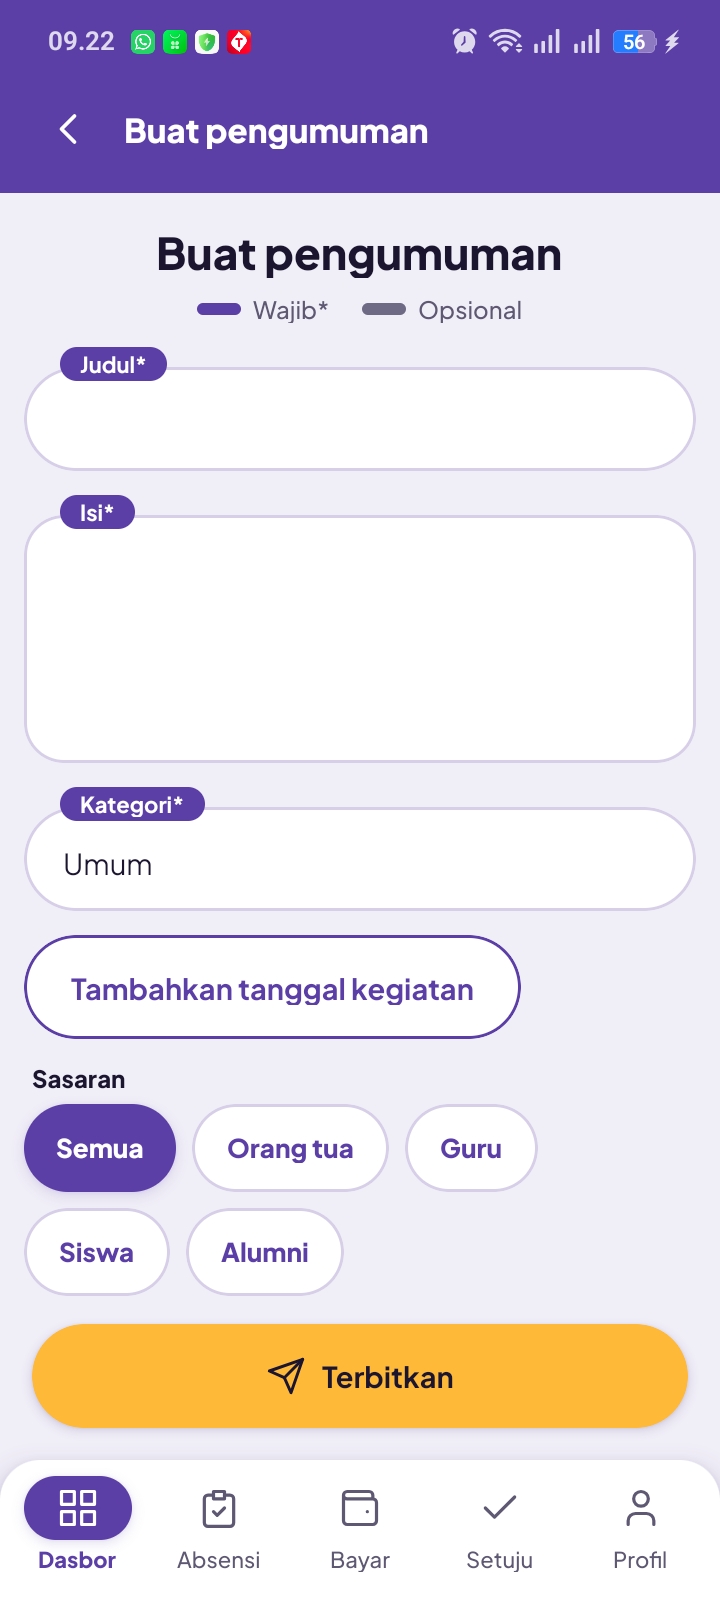 09.22
56
Buat pengumuman
Buat pengumuman
Wajib* Opsional
Judul*
Isi*
Kategori*
Umum
Tambahkan tanggal kegiatan
Sasaran
Semua Orang tua Guru
Siswa Alumni
Terbitkan
Dasbor Absensi Bayar Setuju Profil